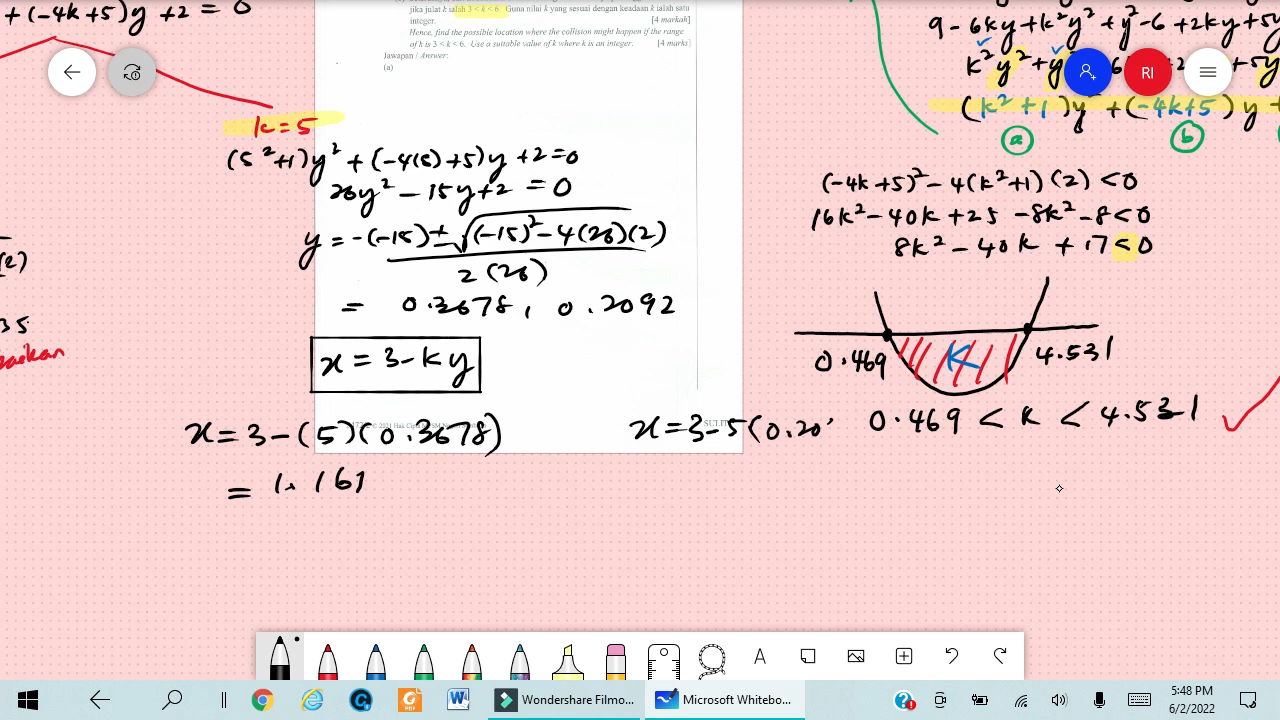 +(-4k+5)y +2 = 0
jika julat k ialah 3 < k < 6. Guna nilai k yang sesuai dengan keadaan k ialah satu
integer. [4 markah]
Hence, find the possible location where the collision might happen if the range
of k is 3 < k < 6. Use a suitable value of k where k is an integer. [4 marks]
Jawapan / Answer:
(a)
k=5
(5²+1)y² + (-4(5)+5)y +2=0
26y² - 15y+2 = 0
y = -(-15) ± √(-15)² - 4(26)(2)
2 (26)
= 0.3678, 0.2092
x = 3 - k y
x = 3 - (5)(0.3678)
= 1.161
x = 3 - 5 (0.20
9 - 6ky + k²y² + y² - 6 + 2ky + 5y
k²y² + y
RI
(k²+1)y² + (-4k+5) y +
a b
(-4k+5)² - 4(k²+1)(2) <0
16k² - 40k + 25 - 8k² - 8 < 0
8k² - 40k + 17 < 0
0.469 K 4.531
0.469 < k < 4.531
35
SULIT
A
Wondershare Filmo...
Microsoft Whitebo...
5:48 PM
6/2/2022